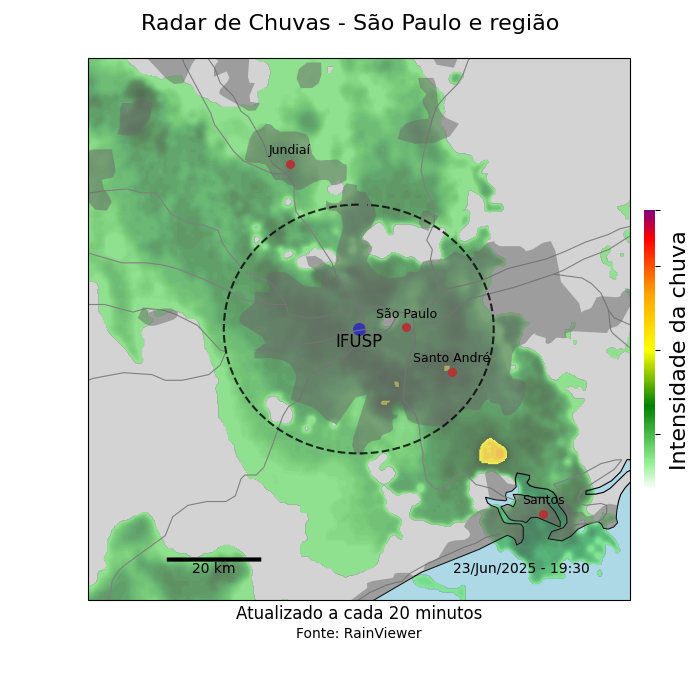 Radar de Chuvas - São Paulo e região
Jundiaí
São Paulo
IFUSP
Santo André
Santos
20 km
23/Jun/2025 - 19:30
Intensidade da chuva
Atualizado a cada 20 minutos
Fonte: RainViewer